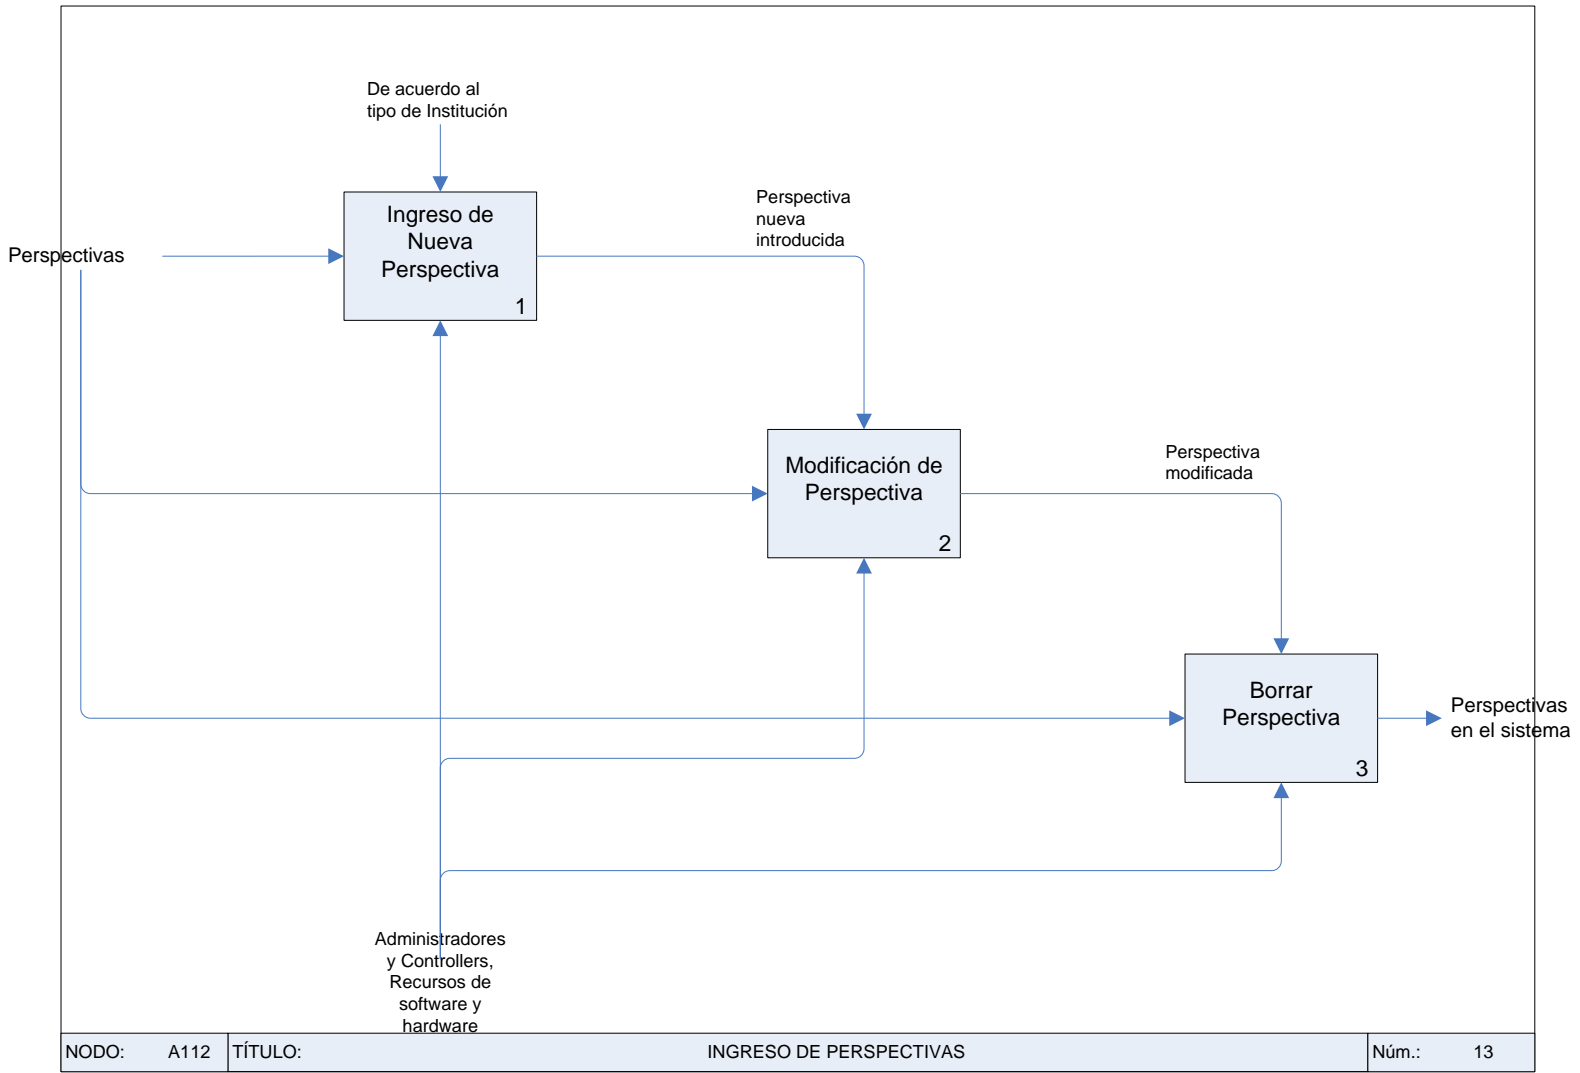 De acuerdo al
tipo de Institución
Ingreso de
Nueva
Perspectiva
1
Perspectiva
nueva
introducida
Perspectivas
Modificación de
Perspectiva
2
Perspectiva
modificada
Borrar
Perspectiva
3
Perspectivas
en el sistema
Administradores
y Controllers,
Recursos de
software y
hardware
NODO: A112 TÍTULO: INGRESO DE PERSPECTIVAS Núm.: 13